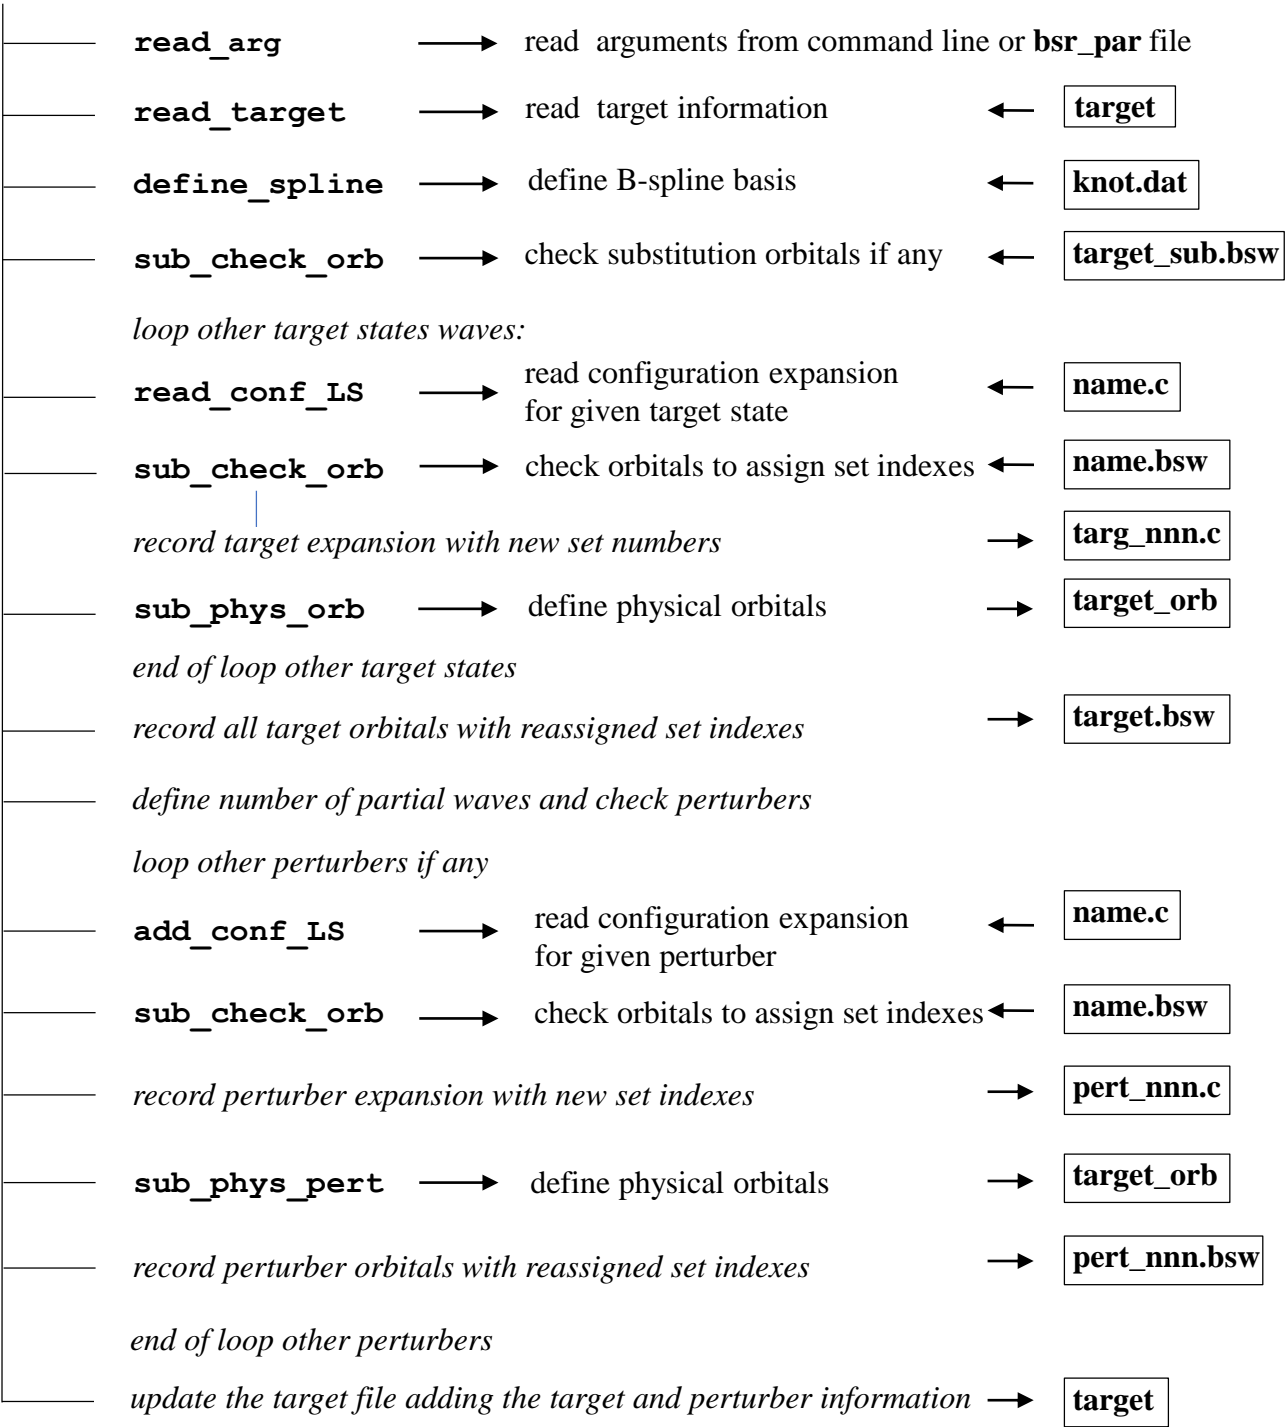 read_arg read arguments from command line or bsr_par file
read_target read target information target
define_spline define B-spline basis knot.dat
sub_check_orb check substitution orbitals if any target_sub.bsw
loop other target states waves:
read_conf_LS read configuration expansion name.c
for given target state
sub_check_orb check orbitals to assign set indexes name.bsw
record target expansion with new set numbers targ_nnn.c
sub_phys_orb define physical orbitals target_orb
end of loop other target states
record all target orbitals with reassigned set indexes target.bsw
define number of partial waves and check perturbers
loop other perturbers if any
add_conf_LS read configuration expansion name.c
for given perturber
sub_check_orb check orbitals to assign set indexes name.bsw
record perturber expansion with new set indexes pert_nnn.c
sub_phys_pert define physical orbitals target_orb
record perturber orbitals with reassigned set indexes pert_nnn.bsw
end of loop other perturbers
update the target file adding the target and perturber information target